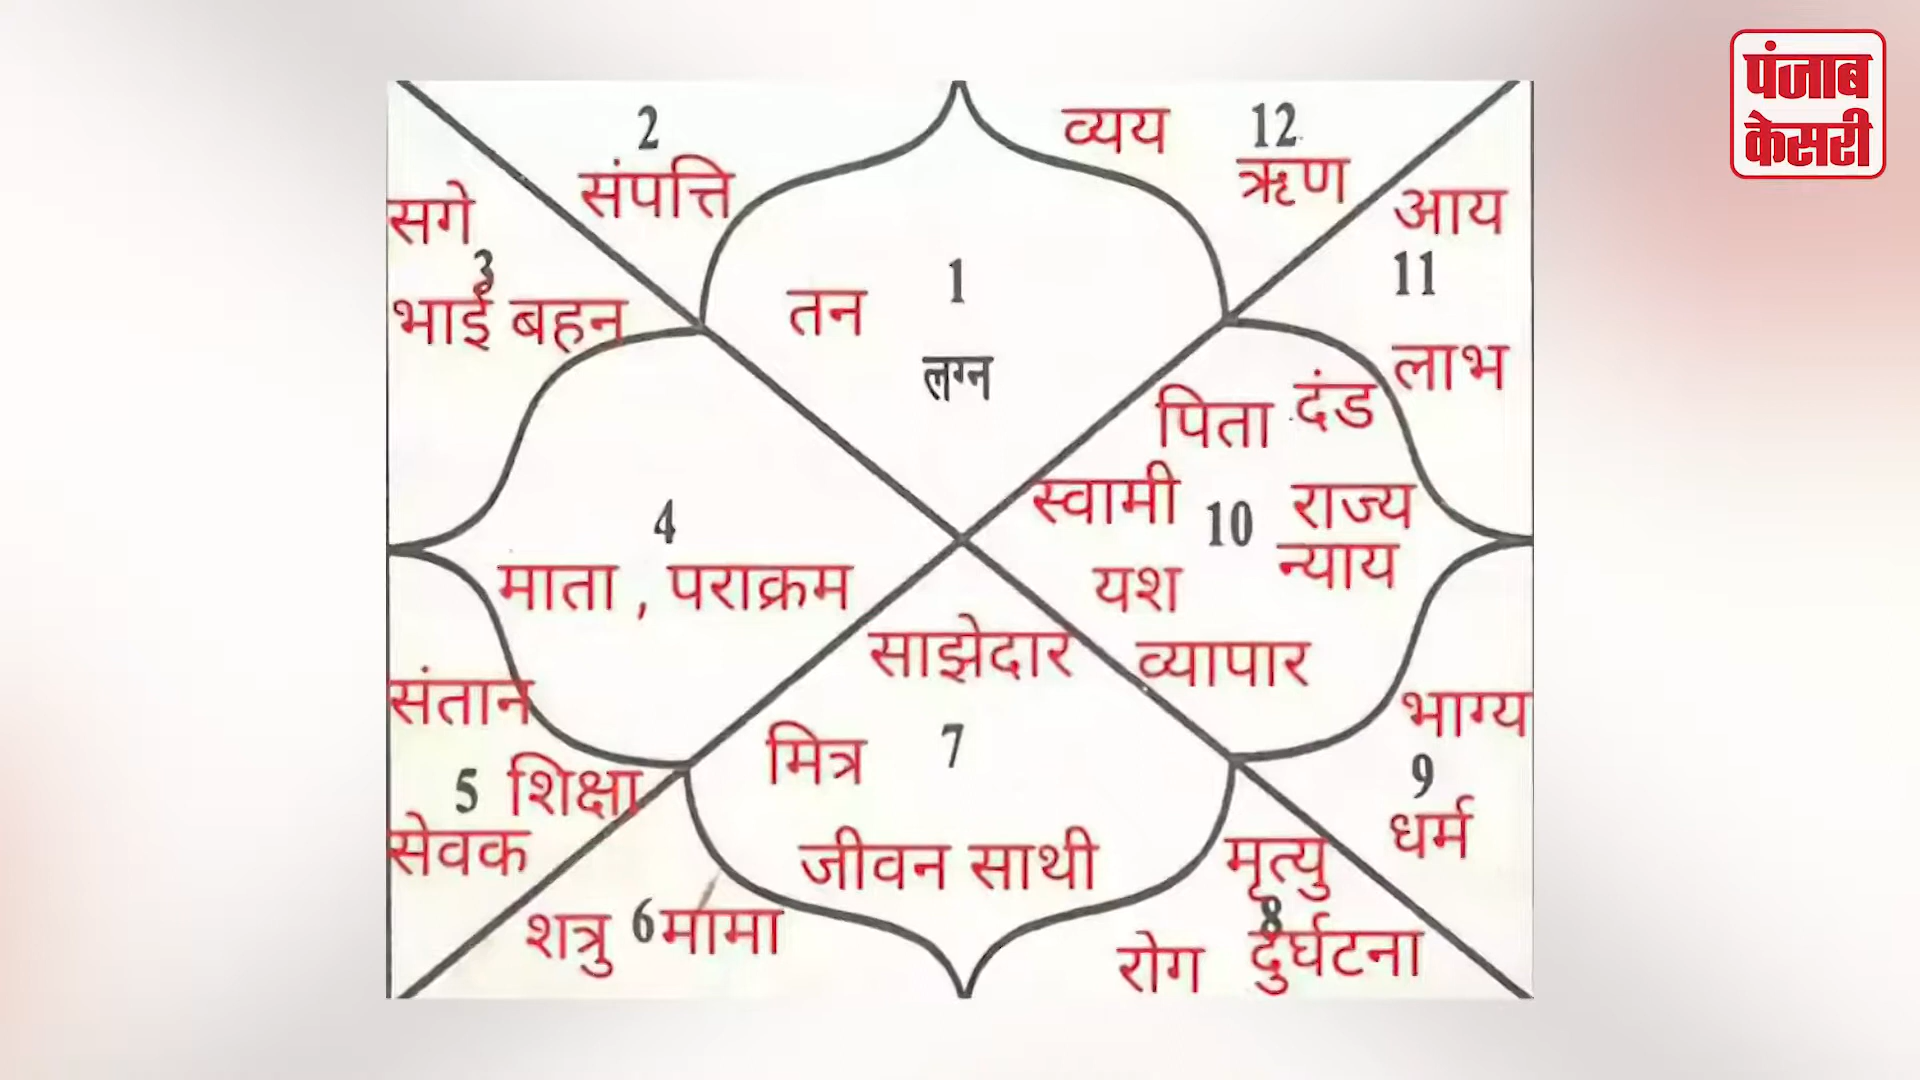 पंजाब
केसरी
2
संपत्ति
व्यय 12
ऋण
सगे
3
भाई बहन
तन 1
लग्न
आय
11
लाभ
पिता दंड
स्वामी 10 राज्य
न्याय
यश
व्यापार
4
माता , पराक्रम
साझेदार
मित्र 7
जीवन साथी
संतान
5 शिक्षा
सेवक
भाग्य
9
धर्म
शत्रु 6 मामा
मृत्यु
8
रोग दुर्घटना